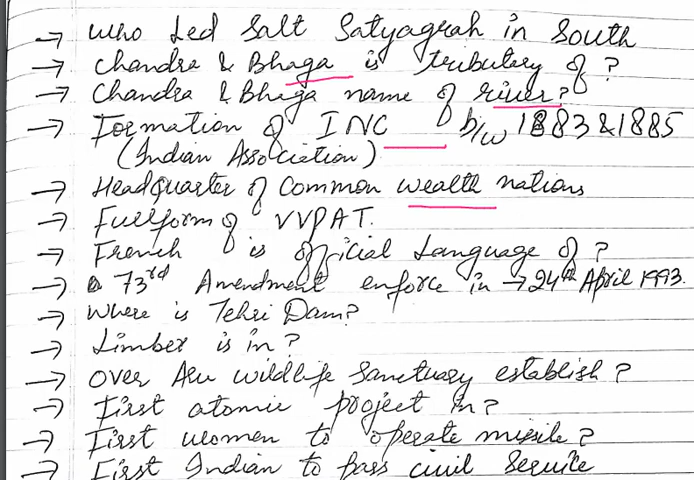 → Who Led Salt Satyagrah in South
→ Chandra & Bhaga is tributary of ?
→ Chandra & Bhaga name of river?
→ Formation of INC b/w 1883 & 1885
(Indian Association)
→ Headquarter of Common wealth nations
→ Fullform of VVPAT.
→ French is official Language of ?
→ 73rd Amendment enforce in → 24th April 1993.
→ Where is Tehri Dam?
→ Limber is in ?
→ Over Aru wildlife Sanctuary establish ?
→ First atomic project in?
→ First women to operate missile?
→ First Indian to pass civil Service